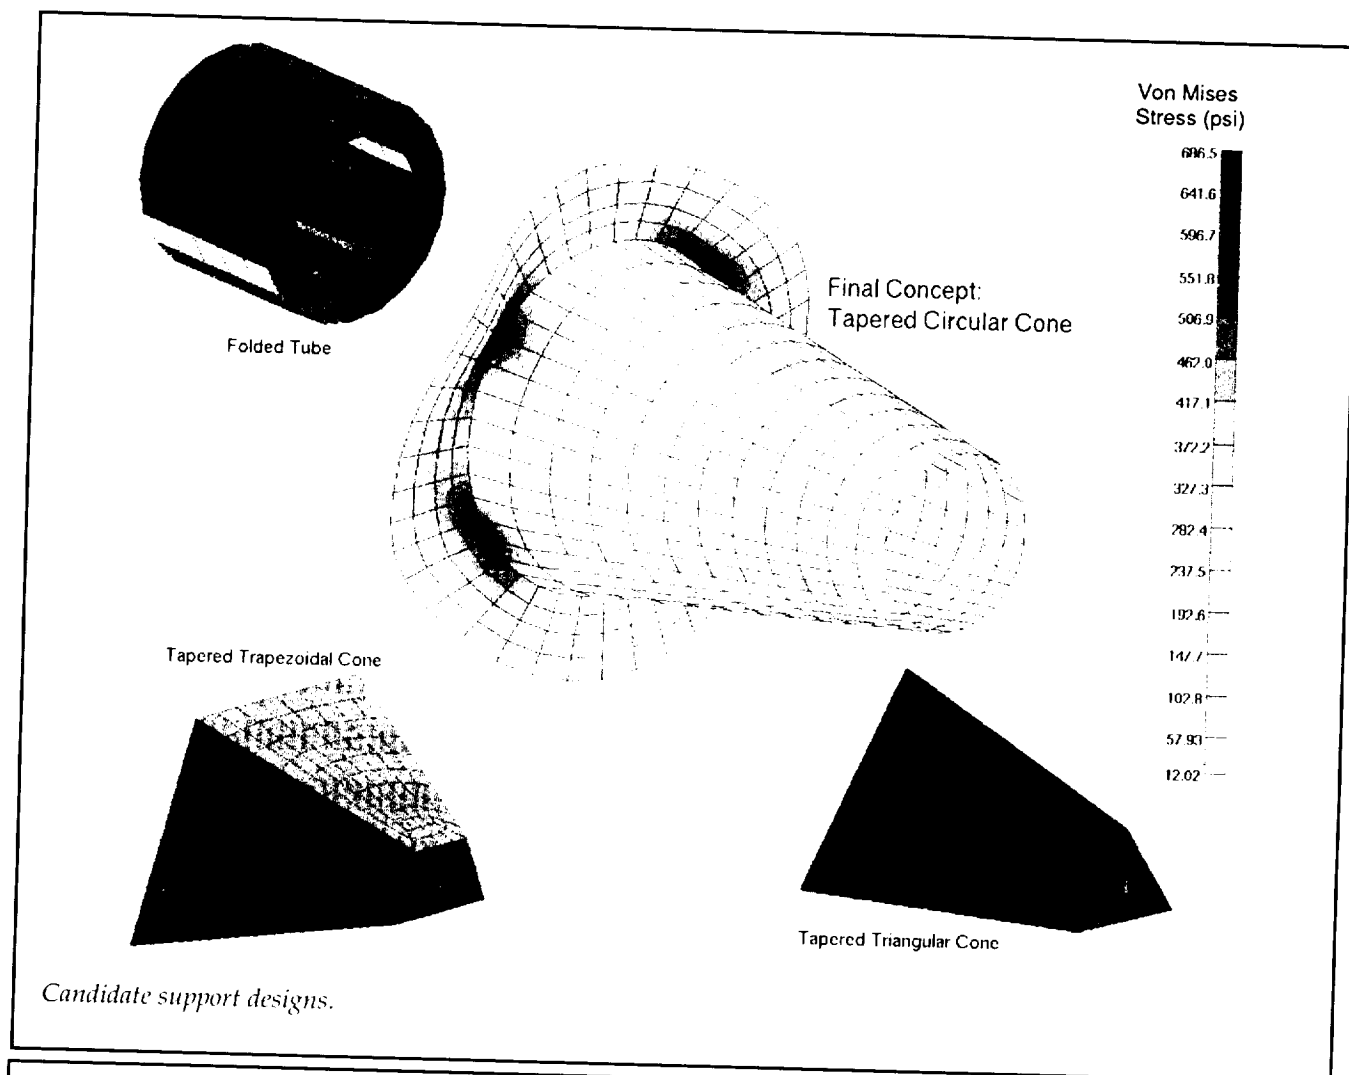 Von Mises
Stress (psi)
686.5
641.6
596.7
551.8
506.9
462.0
417.1
372.2
327.3
282.4
237.5
192.6
147.7
102.8
57.93
12.02
Folded Tube
Final Concept:
Tapered Circular Cone
Tapered Trapezoidal Cone
Tapered Triangular Cone
Candidate support designs.